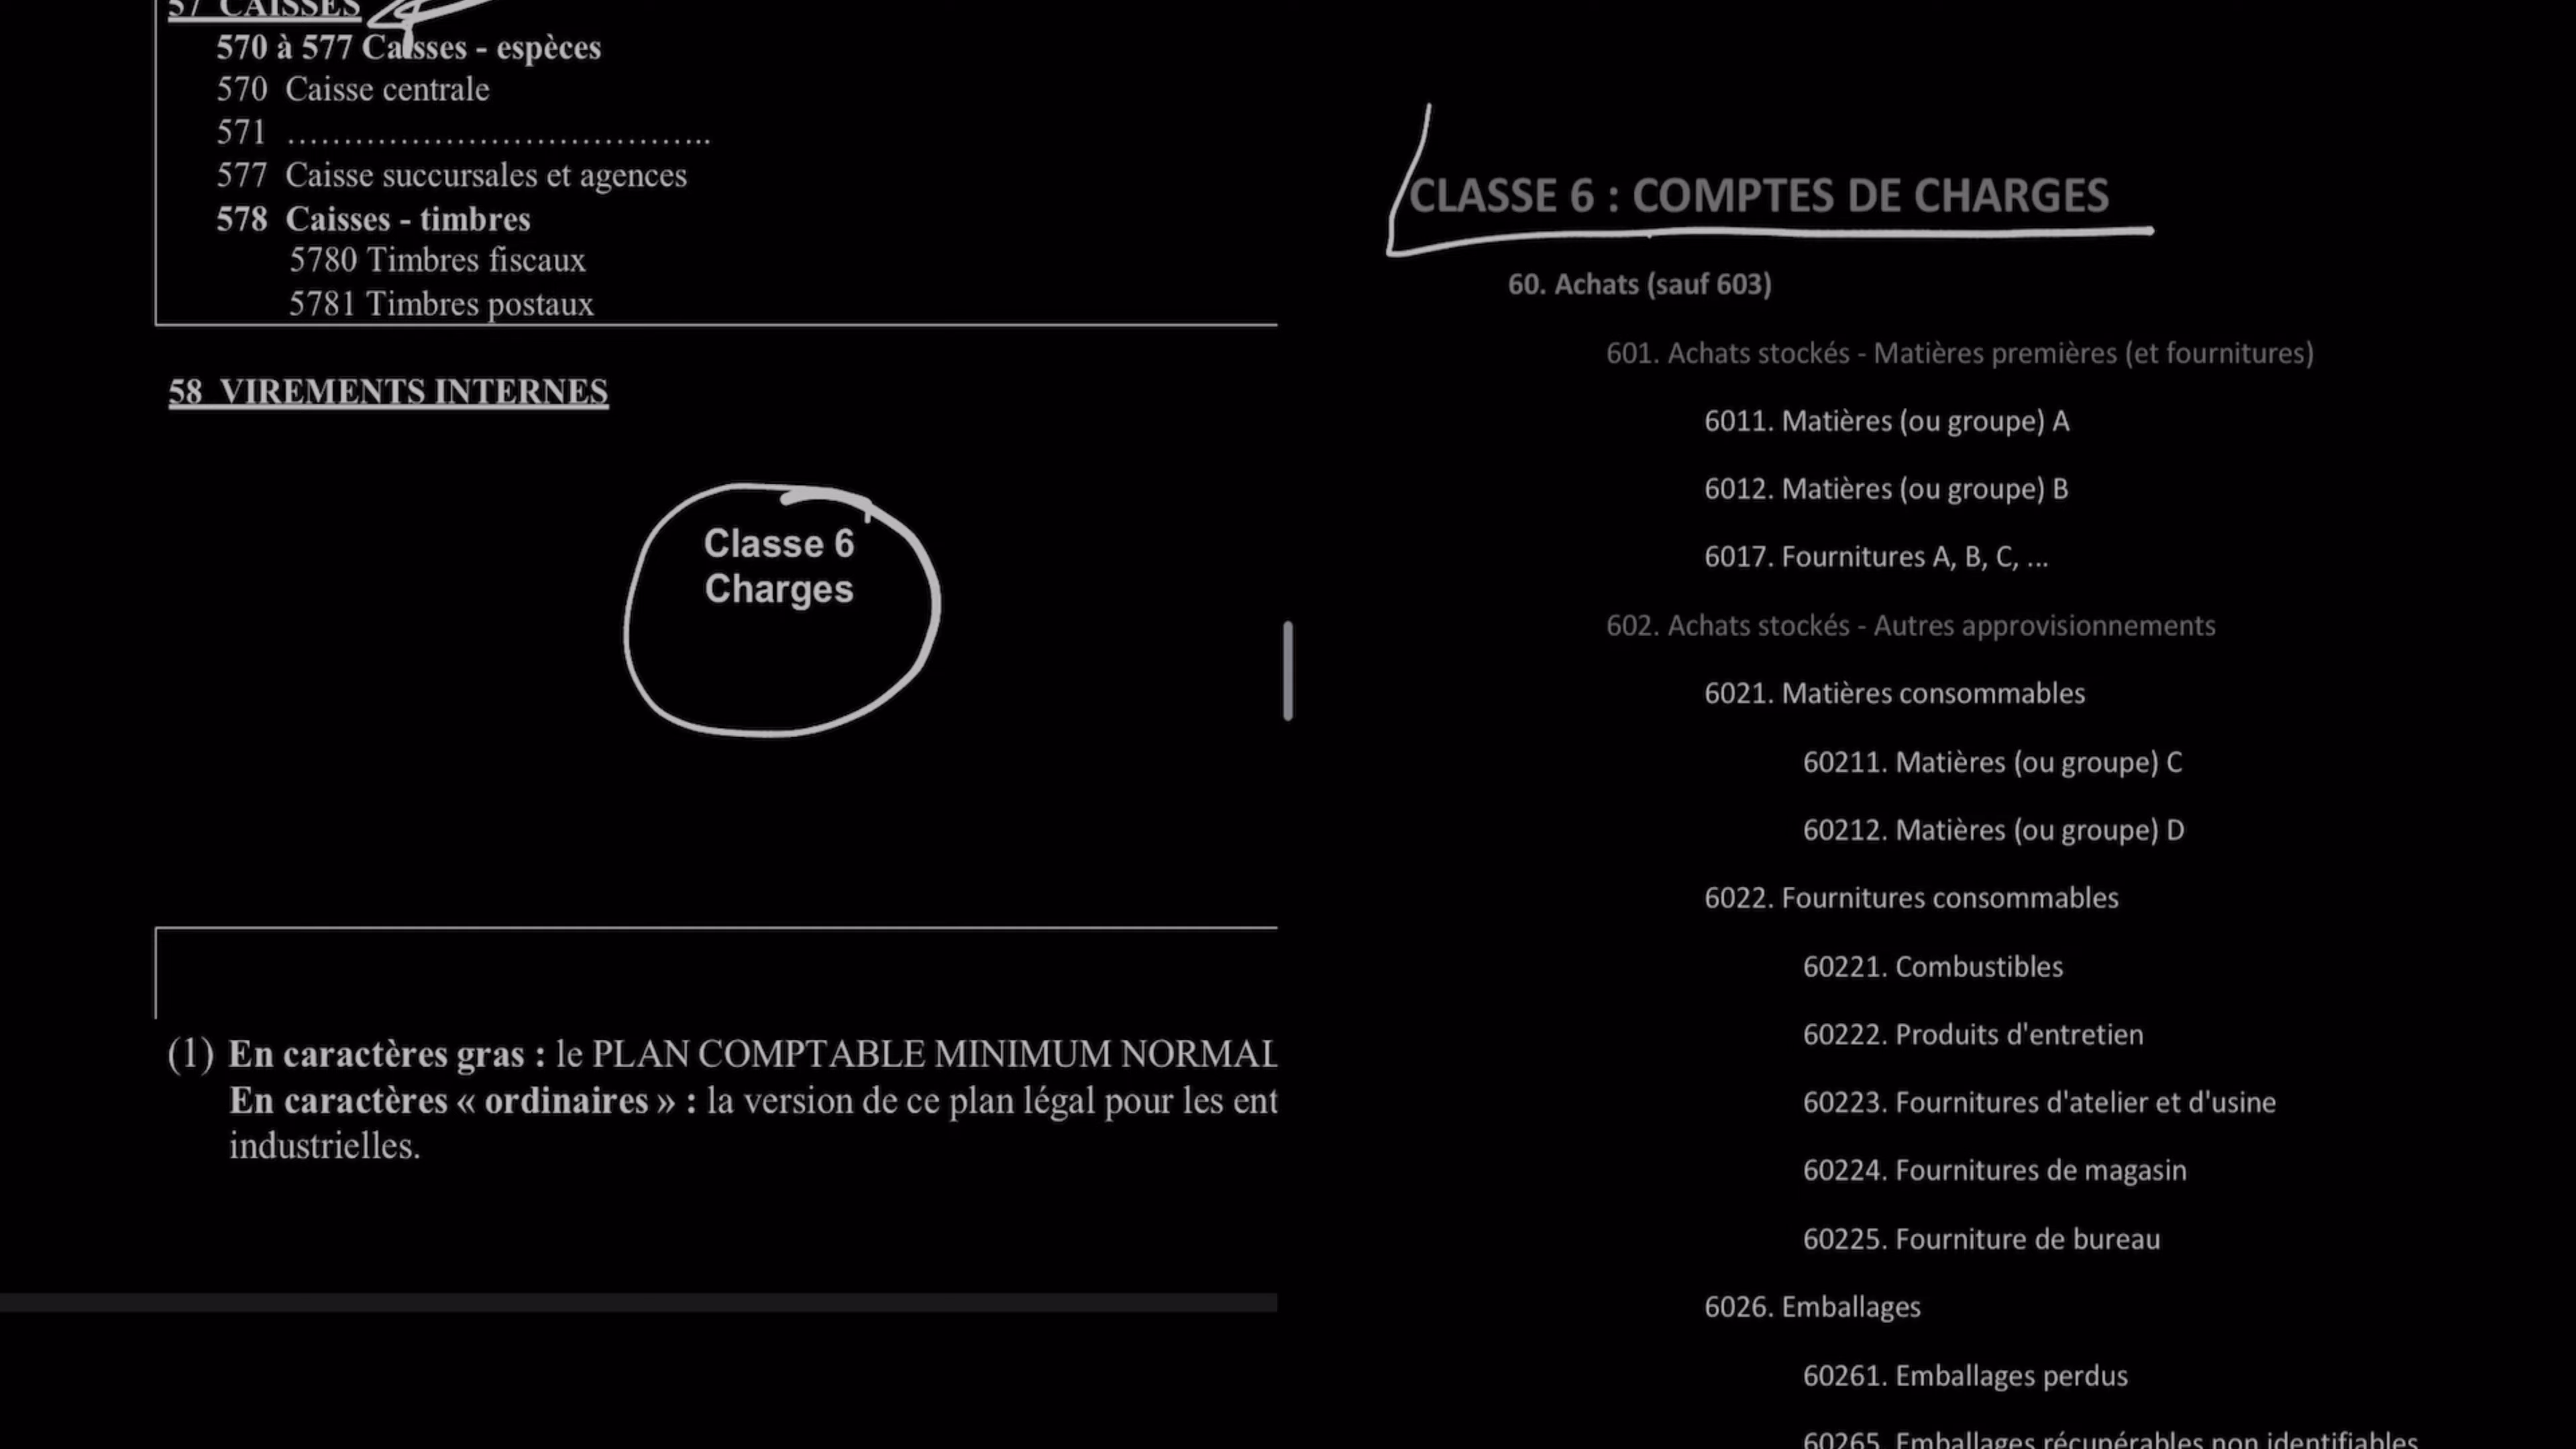 57 CAISSES
570 à 577 Caisses - espèces
570 Caisse centrale
571 ........................................
577 Caisse succursales et agences
578 Caisses - timbres
5780 Timbres fiscaux
5781 Timbres postaux
58 VIREMENTS INTERNES
Classe 6
Charges
(1) En caractères gras : le PLAN COMPTABLE MINIMUM NORMAL
En caractères « ordinaires » : la version de ce plan légal pour les ent
industrielles.
CLASSE 6 : COMPTES DE CHARGES
60. Achats (sauf 603)
601. Achats stockés - Matières premières (et fournitures)
6011. Matières (ou groupe) A
6012. Matières (ou groupe) B
6017. Fournitures A, B, C, ...
602. Achats stockés - Autres approvisionnements
6021. Matières consommables
60211. Matières (ou groupe) C
60212. Matières (ou groupe) D
6022. Fournitures consommables
60221. Combustibles
60222. Produits d'entretien
60223. Fournitures d'atelier et d'usine
60224. Fournitures de magasin
60225. Fourniture de bureau
6026. Emballages
60261. Emballages perdus
60265. Emballages récupérables non identifiables